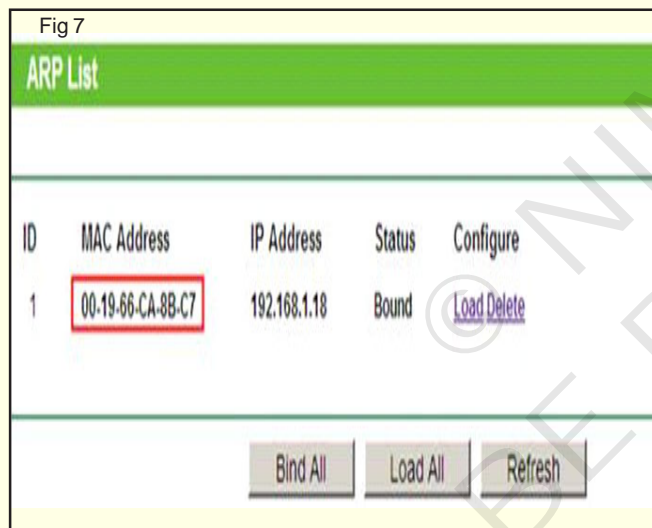 Fig 7
ARP List
ID MAC Address IP Address Status Configure
1 00-19-66-CA-8B-C7 192.168.1.18 Bound Load Delete
Bind All Load All Refresh